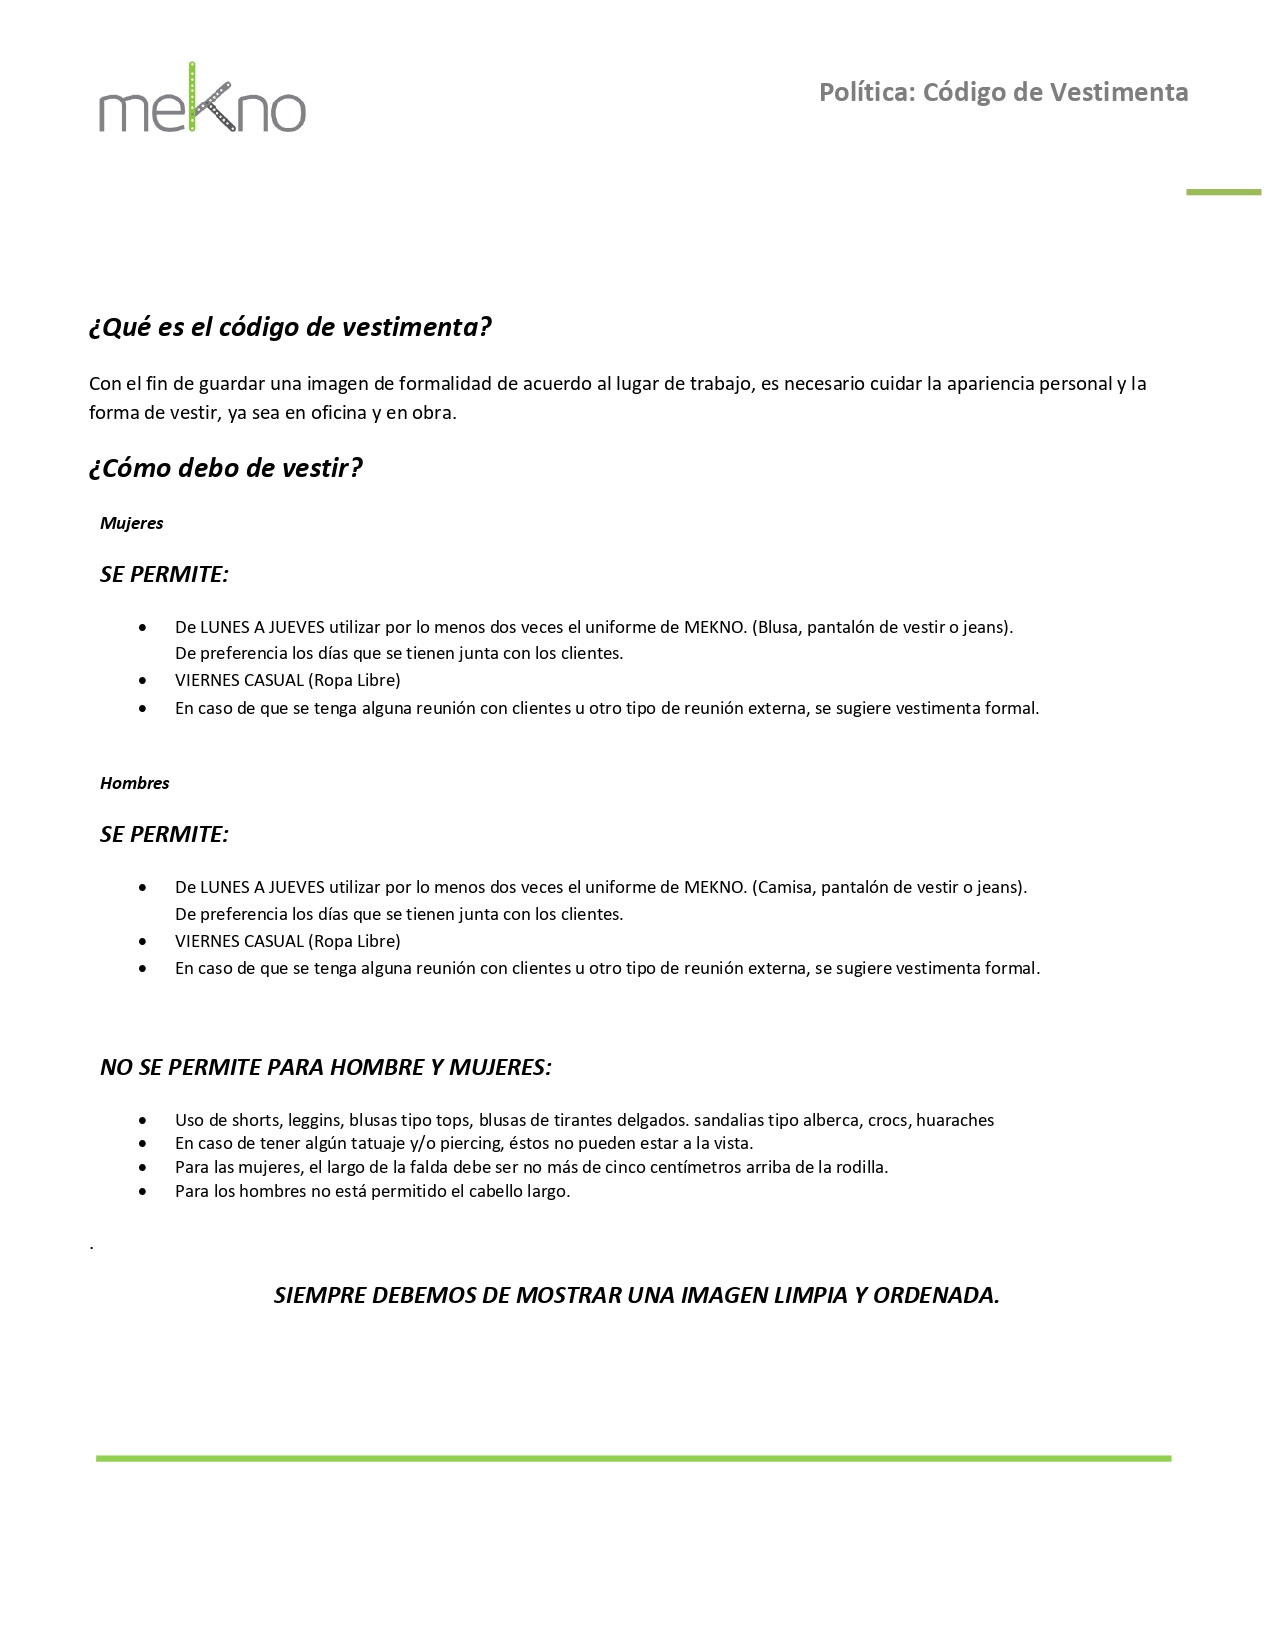 mekno
Política: Código de Vestimenta
¿Qué es el código de vestimenta?
Con el fin de guardar una imagen de formalidad de acuerdo al lugar de trabajo, es necesario cuidar la apariencia personal y la
forma de vestir, ya sea en oficina y en obra.
¿Cómo debo de vestir?
Mujeres
SE PERMITE:
• De LUNES A JUEVES utilizar por lo menos dos veces el uniforme de MEKNO. (Blusa, pantalón de vestir o jeans).
De preferencia los días que se tienen junta con los clientes.
• VIERNES CASUAL (Ropa Libre)
• En caso de que se tenga alguna reunión con clientes u otro tipo de reunión externa, se sugiere vestimenta formal.
Hombres
SE PERMITE:
• De LUNES A JUEVES utilizar por lo menos dos veces el uniforme de MEKNO. (Camisa, pantalón de vestir o jeans).
De preferencia los días que se tienen junta con los clientes.
• VIERNES CASUAL (Ropa Libre)
• En caso de que se tenga alguna reunión con clientes u otro tipo de reunión externa, se sugiere vestimenta formal.
NO SE PERMITE PARA HOMBRE Y MUJERES:
• Uso de shorts, leggins, blusas tipo tops, blusas de tirantes delgados. sandalias tipo alberca, crocs, huaraches
• En caso de tener algún tatuaje y/o piercing, éstos no pueden estar a la vista.
• Para las mujeres, el largo de la falda debe ser no más de cinco centímetros arriba de la rodilla.
• Para los hombres no está permitido el cabello largo.
.
SIEMPRE DEBEMOS DE MOSTRAR UNA IMAGEN LIMPIA Y ORDENADA.